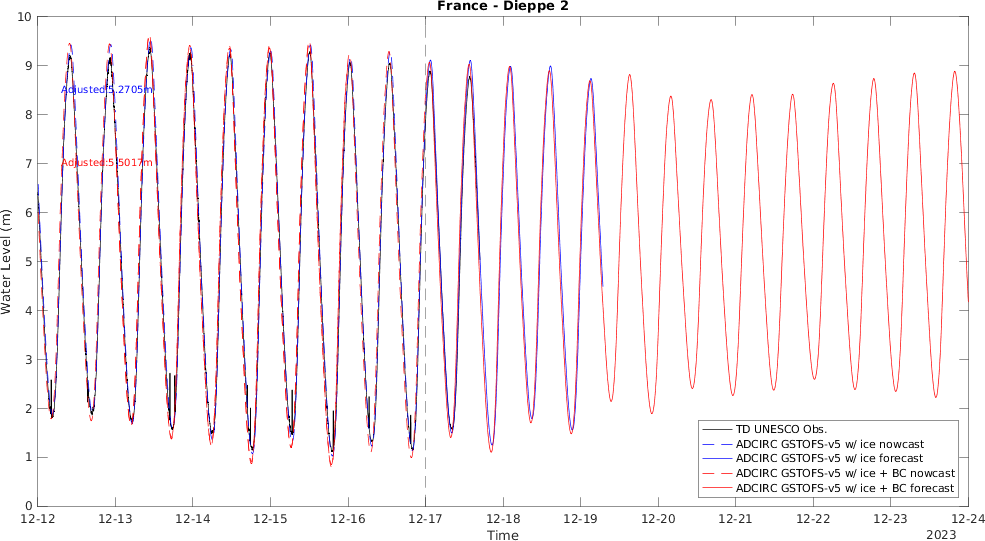 France - Dieppe 2
10
9
8
7
6
5
4
3
2
1
0
Water Level (m)
Adjusted:5.2705m
Adjusted:5.5017m
TD UNESCO Obs.
ADCIRC GSTOFS-v5 w/ ice nowcast
ADCIRC GSTOFS-v5 w/ ice forecast
ADCIRC GSTOFS-v5 w/ ice + BC nowcast
ADCIRC GSTOFS-v5 w/ ice + BC forecast
12-12 12-13 12-14 12-15 12-16 12-17 12-18 12-19 12-20 12-21 12-22 12-23 12-24
Time
2023